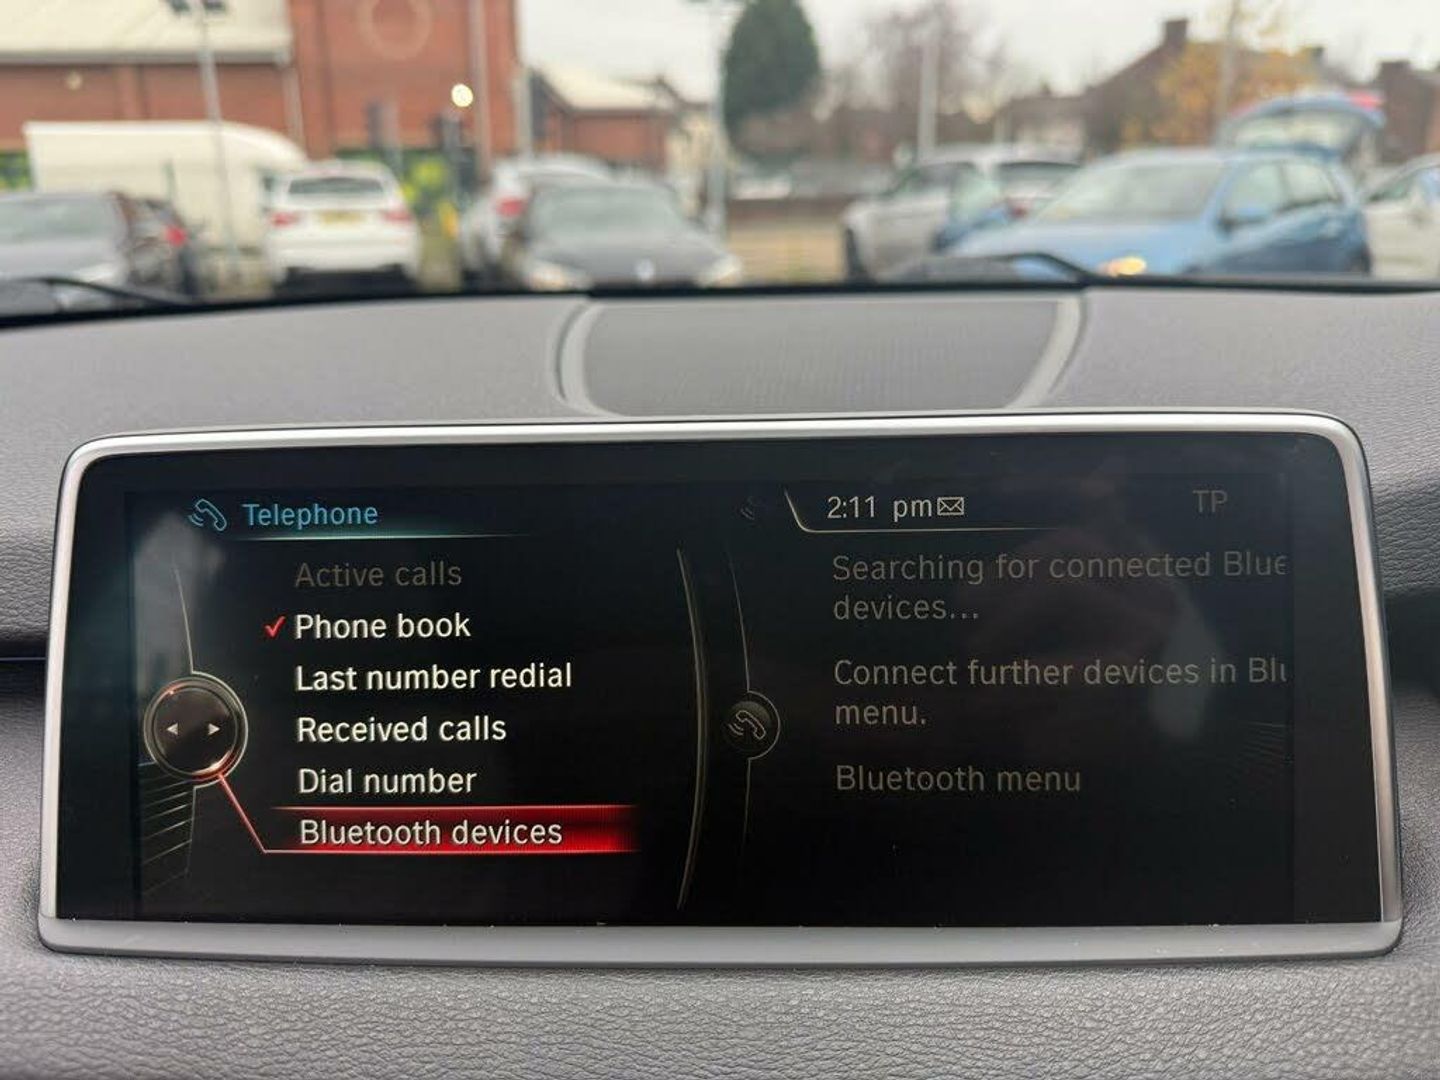 Telephone
2:11 pm
TP
Active calls
Phone book
Last number redial
Received calls
Dial number
Bluetooth devices
Searching for connected Blue
devices...
Connect further devices in Blu
menu.
Bluetooth menu